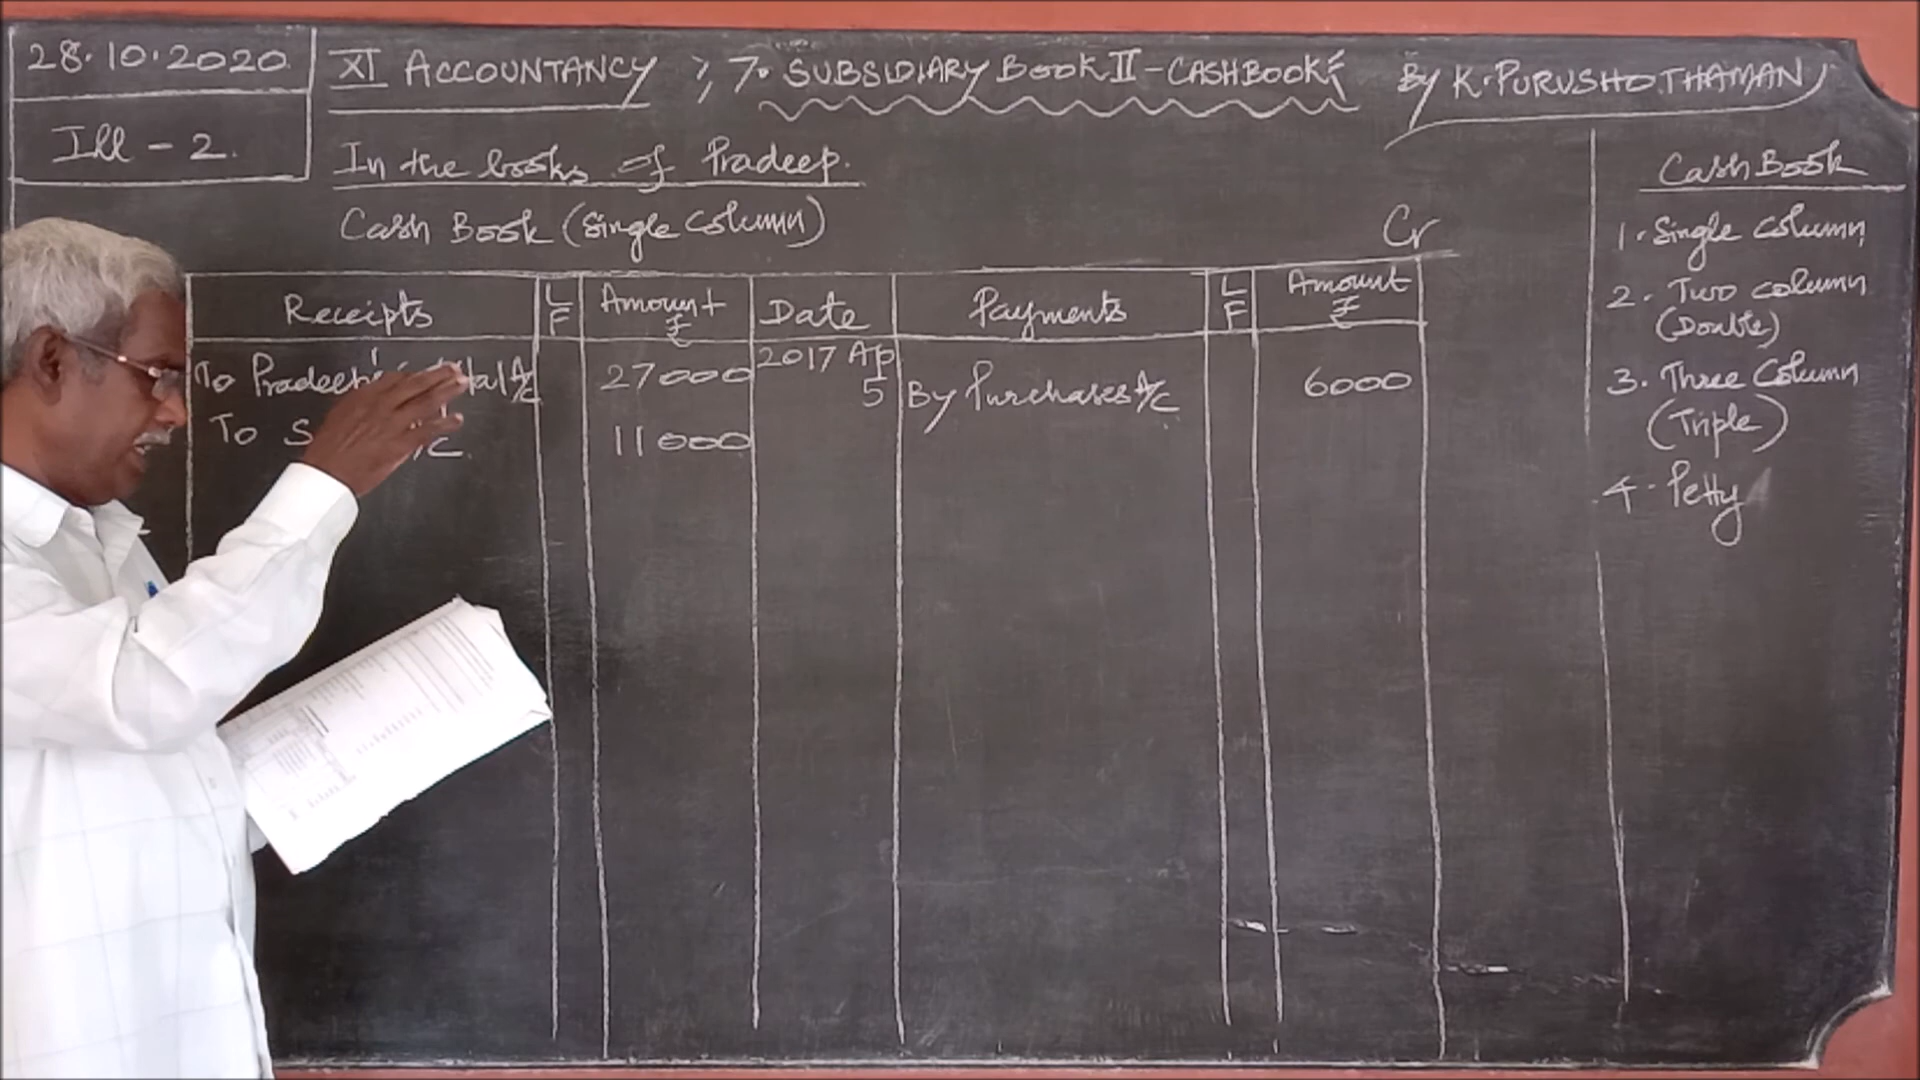 28.10.2020
XI ACCOUNTANCY ; 7. SUBSIDIARY BOOK II - CASHBOOK By K. PURUSHOTHAMAN
Ill - 2.
In the books of Pradeep.
Cash Book (Single Column)
Cr
Receipts L F Amount ₹ Date Payments L F Amount ₹
To Pradeep's A/c 27000 2017 Ap 5 By Purchases A/c 6000
To 11000
Cash Book
1. Single Column
2. Two Column
(Double)
3. Three Column
(Triple)
4. Petty